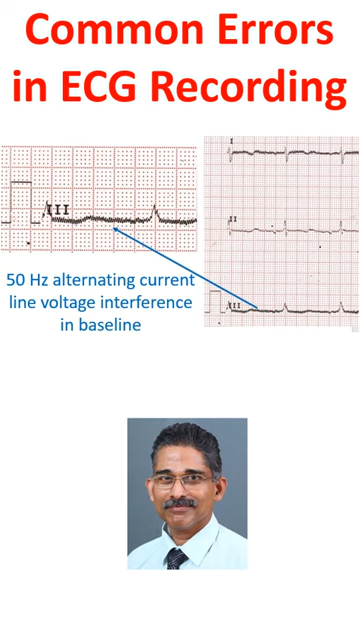 Common Errors
in ECG Recording
I
III
II
50 Hz alternating current
line voltage interference
in baseline
III